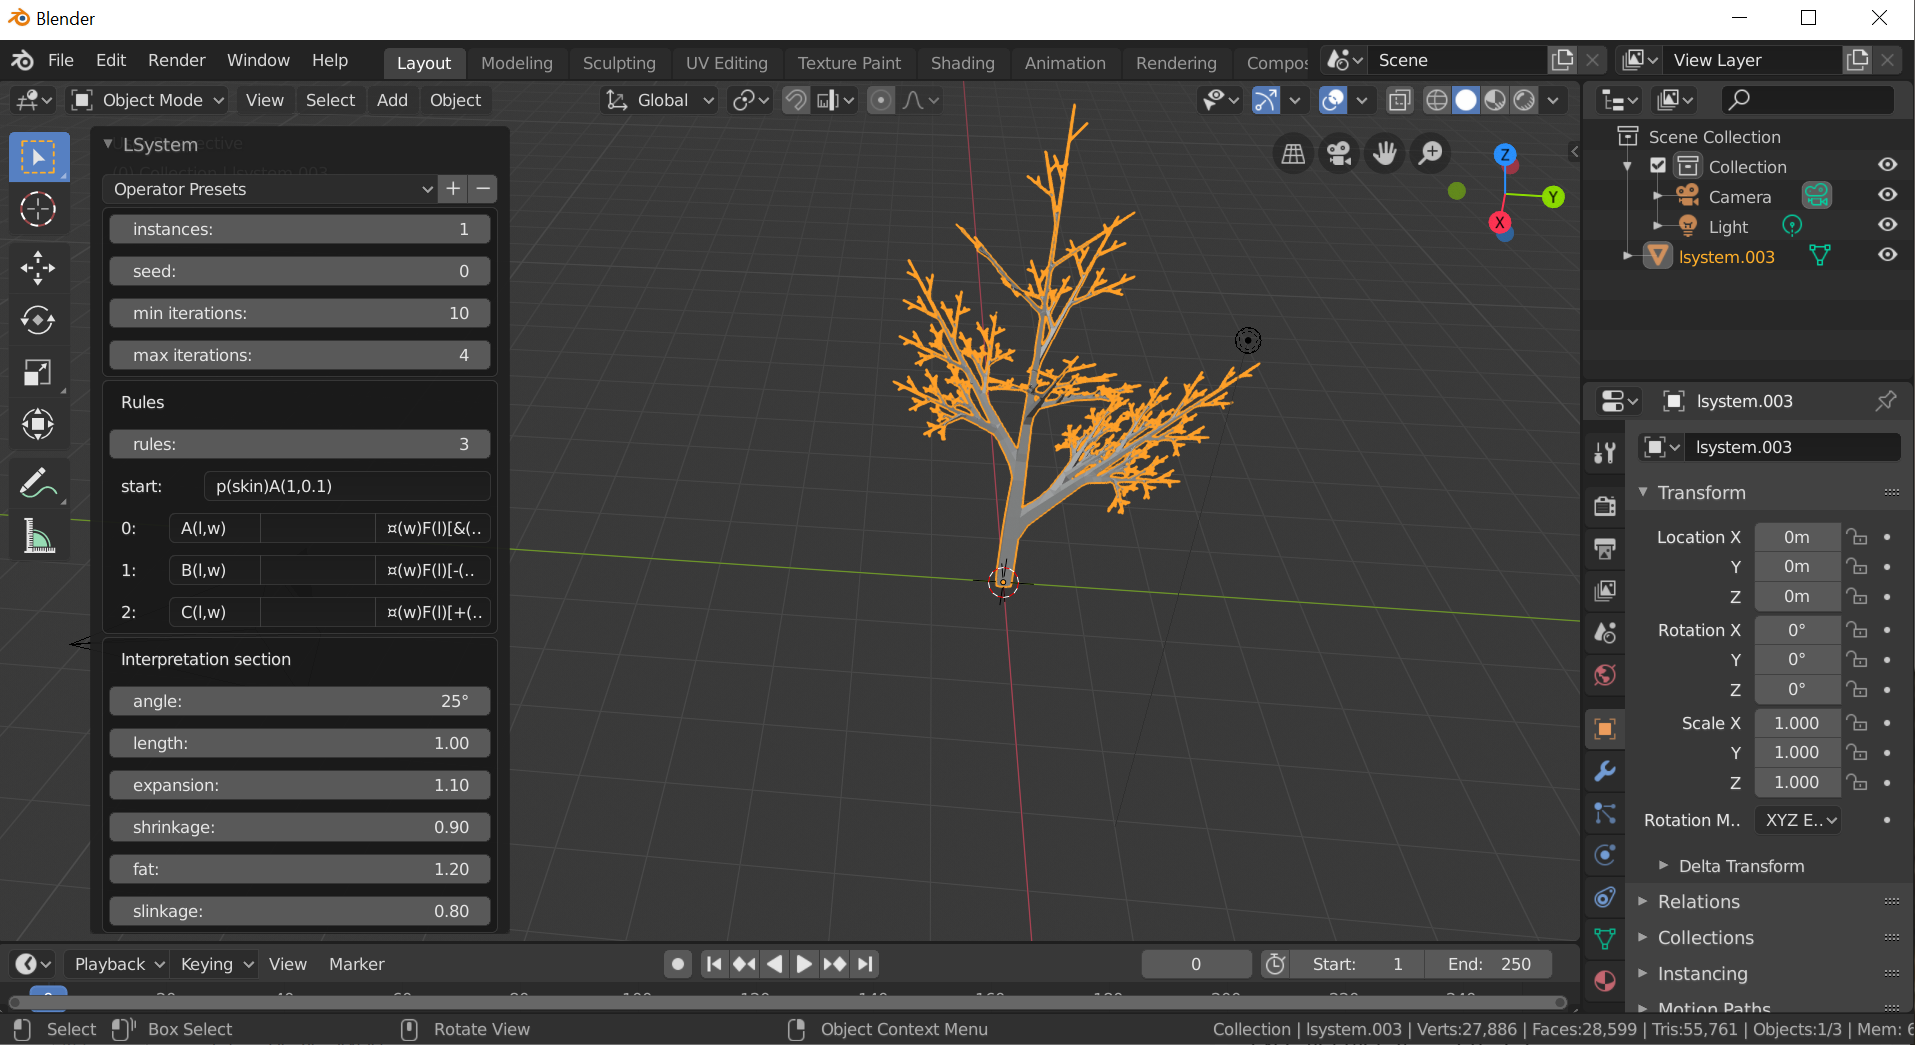 Blender
File Edit Render Window Help Layout Modeling Sculpting UV Editing Texture Paint Shading Animation Rendering Compos Scene View Layer
Object Mode View Select Add Object Global
LSystem
Operator Presets
instances: 1
seed: 0
min iterations: 10
max iterations: 4
Rules
rules: 3
start: p(skin)A(1,0.1)
0: A(l,w) ¤(w)F(l)[&(..
1: B(l,w) ¤(w)F(l)[-(..
2: C(l,w) ¤(w)F(l)[+(..
Interpretation section
angle: 25°
length: 1.00
expansion: 1.10
shrinkage: 0.90
fat: 1.20
slinkage: 0.80
Z
Y
X
Scene Collection
Collection
Camera
Light
lsystem.003
lsystem.003
lsystem.003
Transform
Location X 0m
Y 0m
Z 0m
Rotation X 0°
Y 0°
Z 0°
Scale X 1.000
Y 1.000
Z 1.000
Rotation M.. XYZ E..
Delta Transform
Relations
Collections
Instancing
Motion Paths
Playback Keying View Marker 0 Start: 1 End: 250
Select Box Select Rotate View Object Context Menu Collection | lsystem.003 | Verts:27,886 | Faces:28,599 | Tris:55,761 | Objects:1/3 | Mem: 6